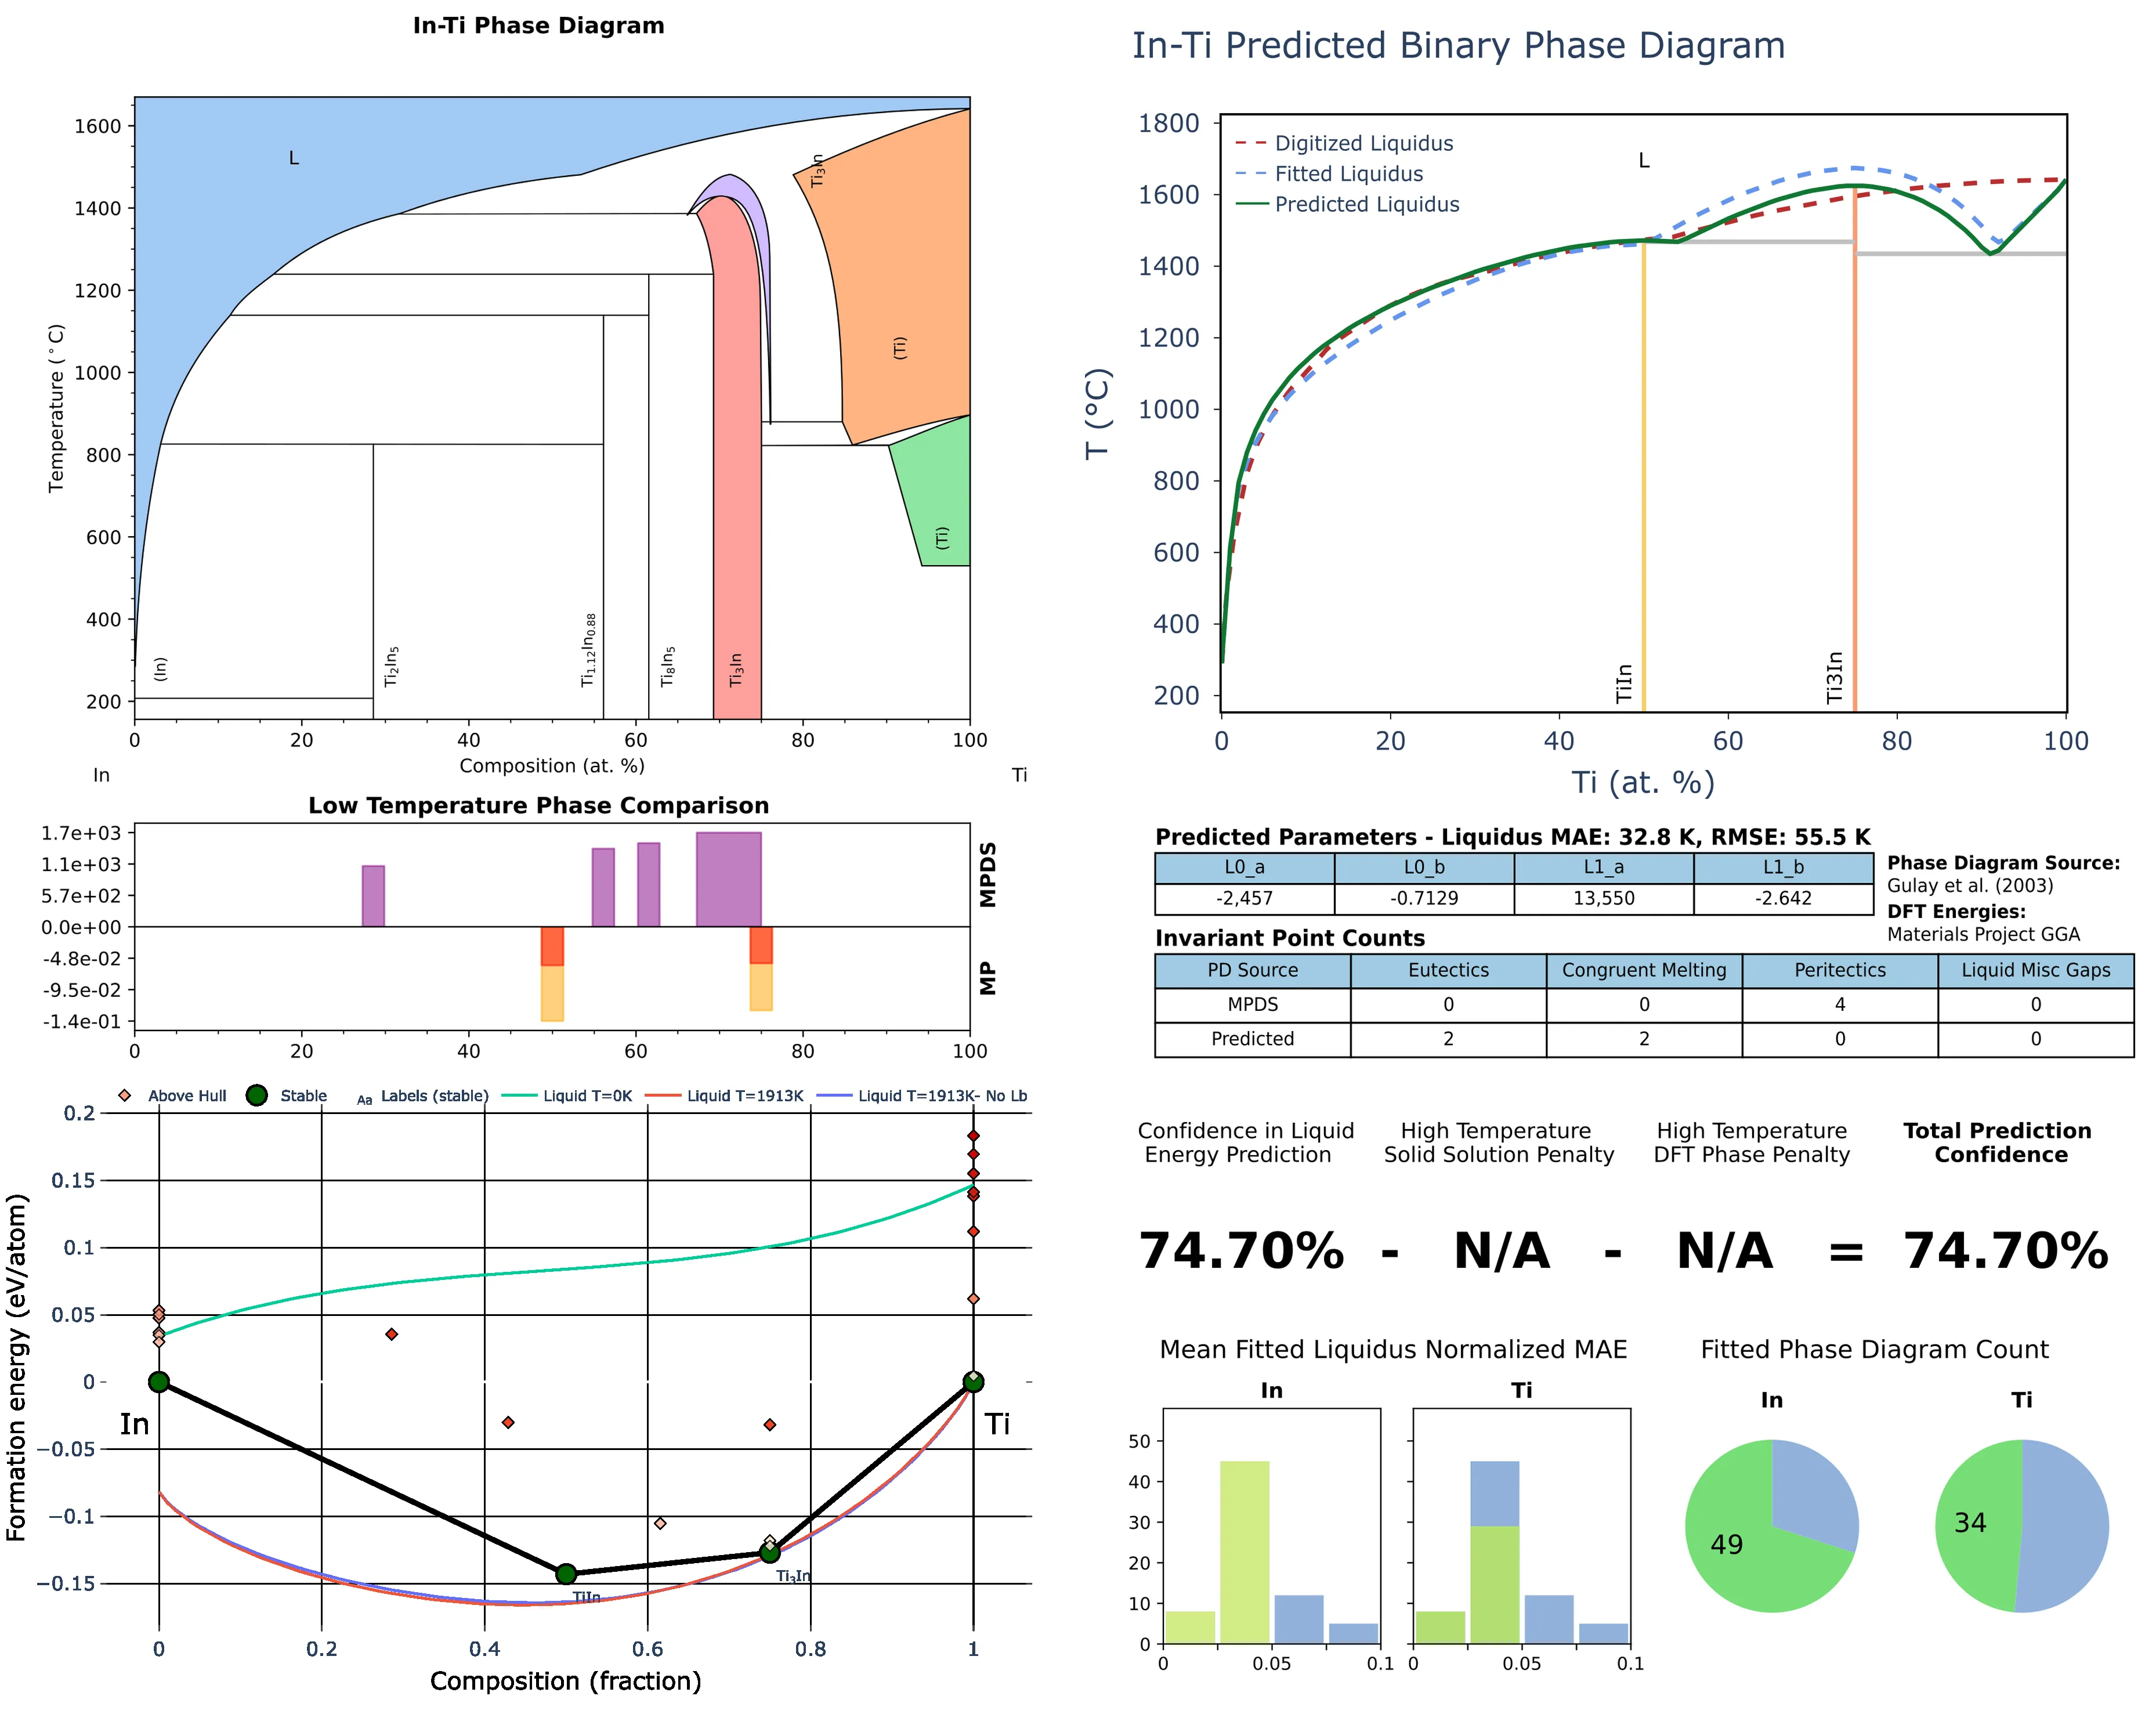 In-Ti Phase Diagram
Temperature (°C)
1600
1400
1200
1000
800
600
400
200
L
Ti3In
(Ti)
(Ti)
(In)
Ti2In5
Ti1.12In0.88
Ti8In5
Ti3In
0 20 40 60 80 100
Composition (at. %)
In Ti
Low Temperature Phase Comparison
1.7e+03
1.1e+03
5.7e+02
0.0e+00
-4.8e-02
-9.5e-02
-1.4e-01
MPDS
MP
0 20 40 60 80 100
Above Hull Stable Aa Labels (stable) Liquid T=0K Liquid T=1913K Liquid T=1913K- No Lb
Formation energy (eV/atom)
0.2
0.15
0.1
0.05
0
−0.05
−0.1
−0.15
In
Ti
TiIn
Ti3In
0 0.2 0.4 0.6 0.8 1
Composition (fraction)
In-Ti Predicted Binary Phase Diagram
T (°C)
1800
1600
1400
1200
1000
800
600
400
200
Digitized Liquidus
Fitted Liquidus
Predicted Liquidus
L
TiIn
Ti3In
0 20 40 60 80 100
Ti (at. %)
Predicted Parameters - Liquidus MAE: 32.8 K, RMSE: 55.5 K
L0_a L0_b L1_a L1_b
-2,457 -0.7129 13,550 -2.642
Phase Diagram Source:
Gulay et al. (2003)
DFT Energies:
Materials Project GGA
Invariant Point Counts
PD Source Eutectics Congruent Melting Peritectics Liquid Misc Gaps
MPDS 0 0 4 0
Predicted 2 2 0 0
Confidence in Liquid
Energy Prediction
High Temperature
Solid Solution Penalty
High Temperature
DFT Phase Penalty
Total Prediction
Confidence
74.70% - N/A - N/A = 74.70%
Mean Fitted Liquidus Normalized MAE
In
Ti
50
40
30
20
10
0
0 0.05 0.1
0 0.05 0.1
Fitted Phase Diagram Count
In
Ti
49
34